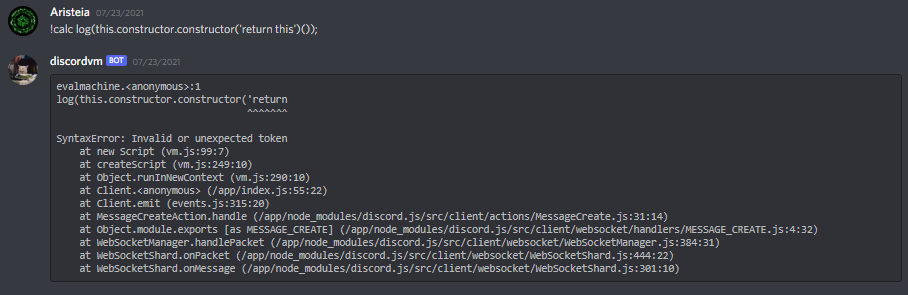 Aristeia 07/23/2021
!calc log(this.constructor.constructor('return this')());
discordvm BOT 07/23/2021
evalmachine.<anonymous>:1
log(this.constructor.constructor('return
^^^^^^^
SyntaxError: Invalid or unexpected token
at new Script (vm.js:99:7)
at createScript (vm.js:249:10)
at Object.runInNewContext (vm.js:290:10)
at Client.<anonymous> (/app/index.js:55:22)
at Client.emit (events.js:315:20)
at MessageCreateAction.handle (/app/node_modules/discord.js/src/client/actions/MessageCreate.js:31:14)
at Object.module.exports [as MESSAGE_CREATE] (/app/node_modules/discord.js/src/client/websocket/handlers/MESSAGE_CREATE.js:4:32)
at WebSocketManager.handlePacket (/app/node_modules/discord.js/src/client/websocket/WebSocketManager.js:384:31)
at WebSocketShard.onPacket (/app/node_modules/discord.js/src/client/websocket/WebSocketShard.js:444:22)
at WebSocketShard.onMessage (/app/node_modules/discord.js/src/client/websocket/WebSocketShard.js:301:10)